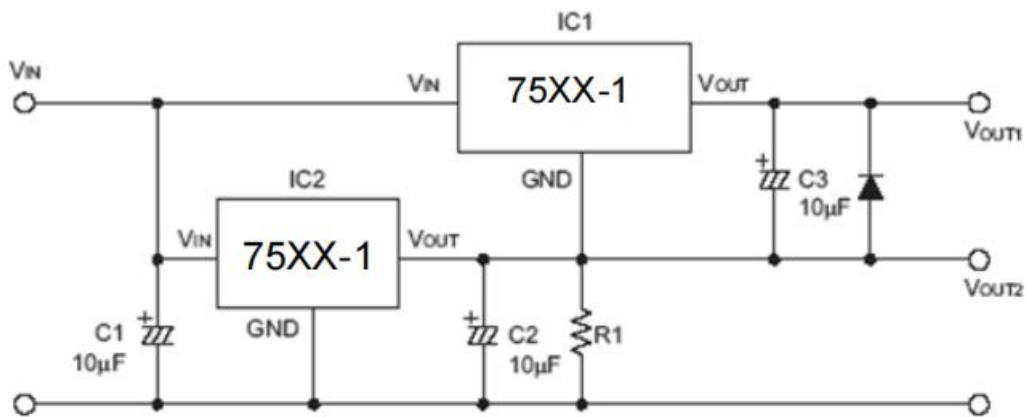 IC1
VIN
VIN
75XX-1
VOUT
VOUT1
GND
C3
10μF
IC2
VIN
75XX-1
VOUT
VOUT2
GND
C1
10μF
C2
10μF
R1
+
+
+